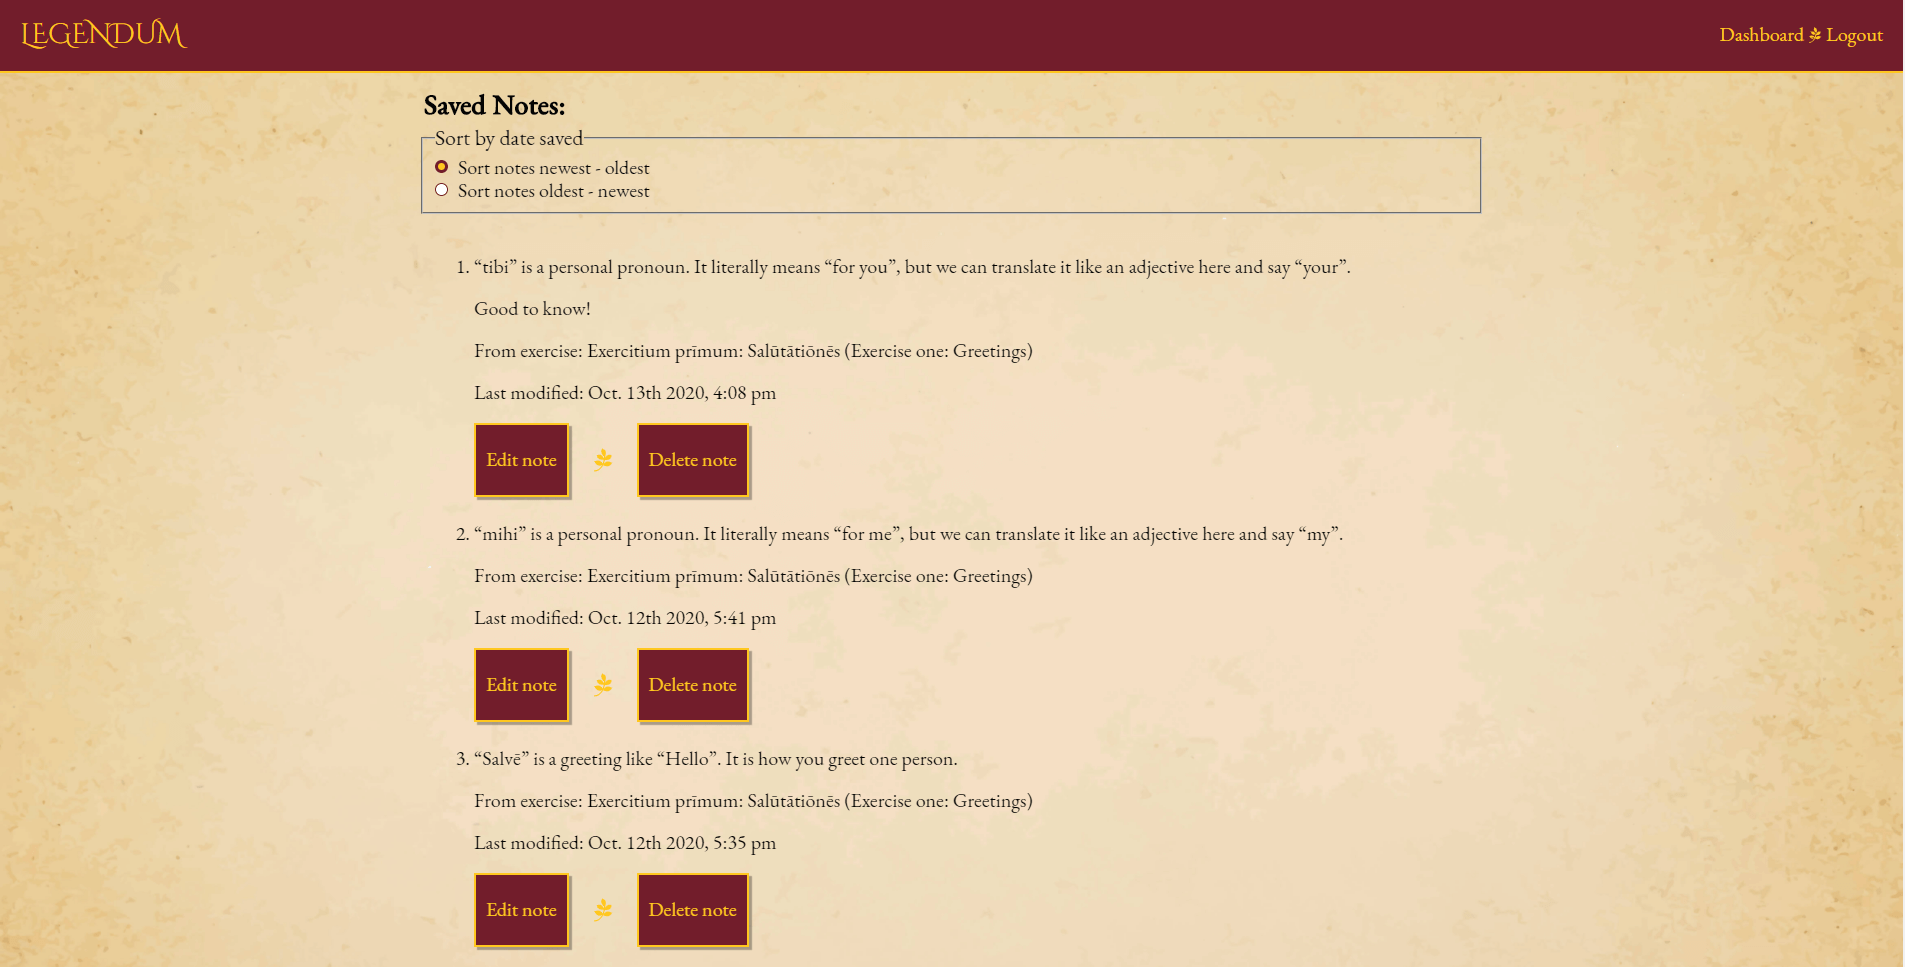 LEGENDUM
Dashboard Logout
Saved Notes:
Sort by date saved
Sort notes newest - oldest
Sort notes oldest - newest
1. “tibi” is a personal pronoun. It literally means “for you”, but we can translate it like an adjective here and say “your”.
Good to know!
From exercise: Exercitium prīmum: Salūtātiōnēs (Exercise one: Greetings)
Last modified: Oct. 13th 2020, 4:08 pm
Edit note Delete note
2. “mihi” is a personal pronoun. It literally means “for me”, but we can translate it like an adjective here and say “my”.
From exercise: Exercitium prīmum: Salūtātiōnēs (Exercise one: Greetings)
Last modified: Oct. 12th 2020, 5:41 pm
Edit note Delete note
3. “Salvē” is a greeting like “Hello”. It is how you greet one person.
From exercise: Exercitium prīmum: Salūtātiōnēs (Exercise one: Greetings)
Last modified: Oct. 12th 2020, 5:35 pm
Edit note Delete note